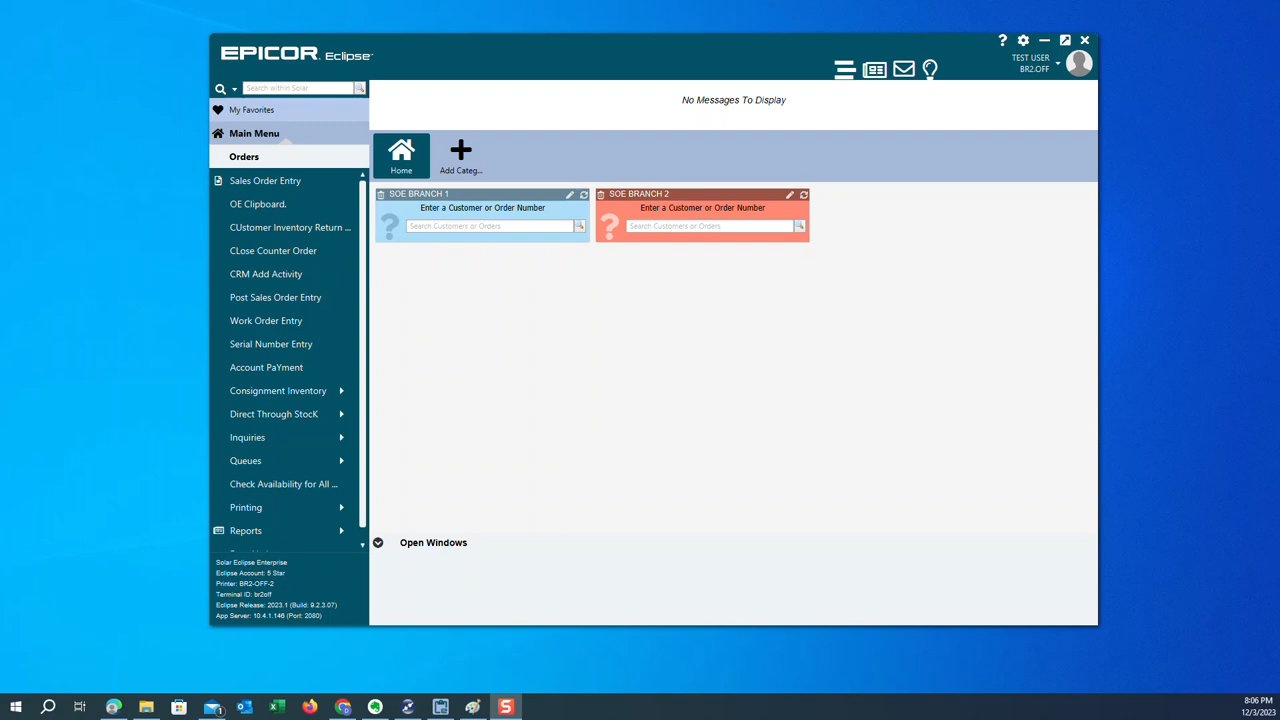 EPICOR Eclipse
TEST USER
BR2.OFF
Search within Solar
My Favorites
Main Menu
Orders
Sales Order Entry
OE Clipboard.
CUstomer Inventory Return ...
CLose Counter Order
CRM Add Activity
Post Sales Order Entry
Work Order Entry
Serial Number Entry
Account PaYment
Consignment Inventory
Direct Through StocK
Inquiries
Queues
Check Availability for All ...
Printing
Reports
Solar Eclipse Enterprise
Eclipse Account: 5 Star
Printer: BR2-OFF-2
Terminal ID: br2off
Eclipse Release: 2023.1 (Build: 9.2.3.07)
App Server: 10.4.1.146 (Port: 2080)
No Messages To Display
Home
Add Categ...
SOE BRANCH 1
Enter a Customer or Order Number
Search Customers or Orders
SOE BRANCH 2
Enter a Customer or Order Number
Search Customers or Orders
Open Windows
8:06 PM
12/3/2023